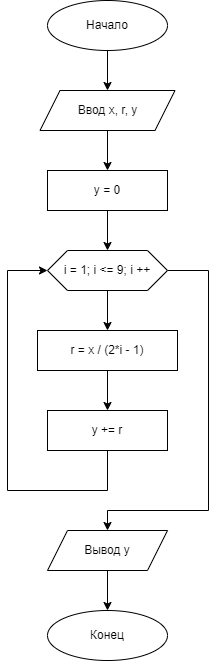 Начало
Ввод x, r, y
y = 0
i = 1; i <= 9; i ++
r = x / (2*i - 1)
y += r
Вывод y
Конец